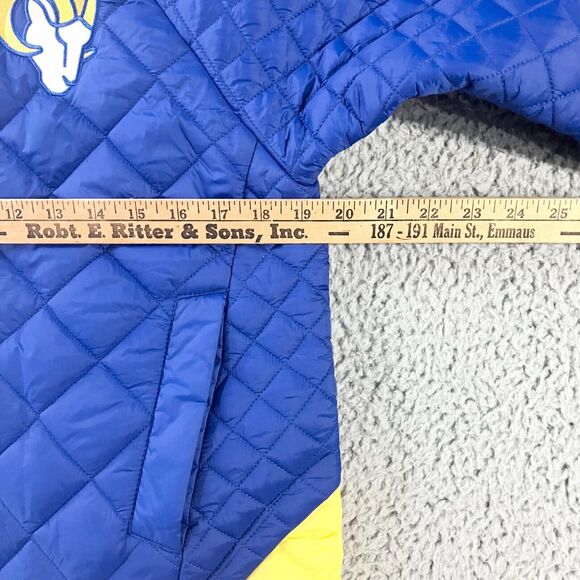 12 13 14 15 16 17 18 19 20 21 22 23 24 25
Robt. E. Ritter & Sons, Inc. 187 - 191 Main St., Emmaus